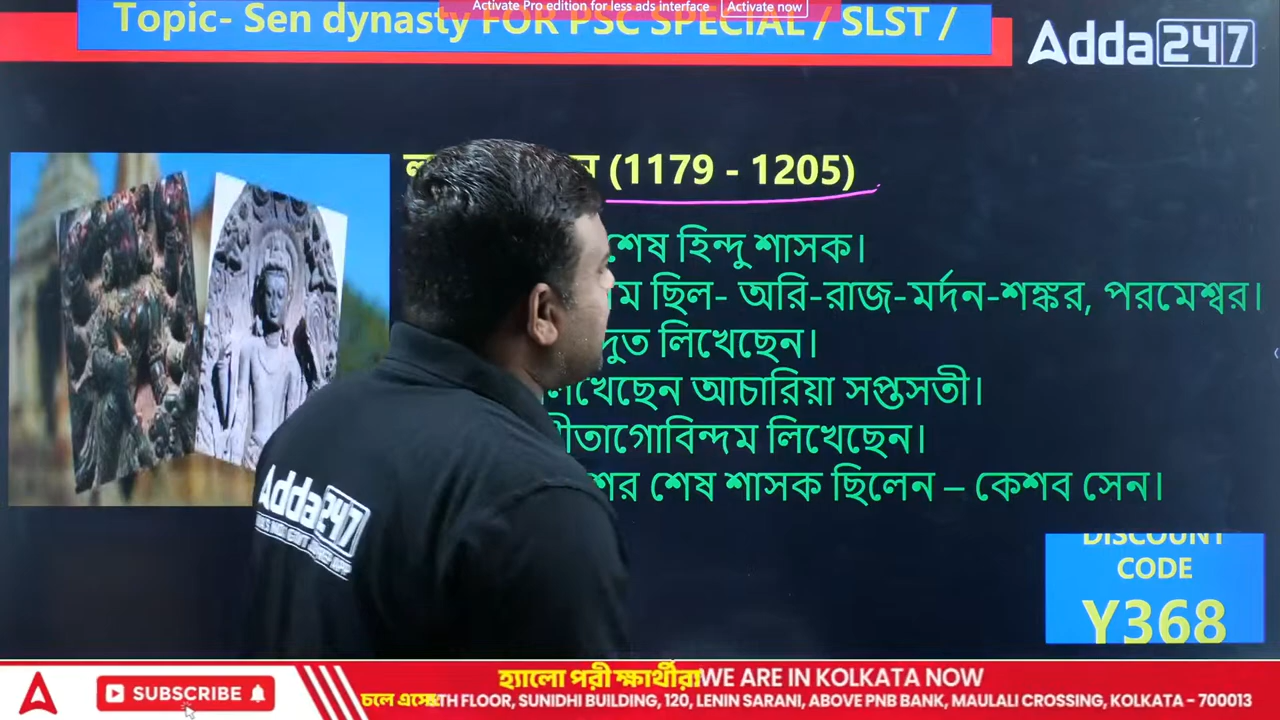 Activate Pro edition for less ads interface Activate now
Topic- Sen dynasty FOR PSC SPECIAL / SLST /
Adda247
(1179 - 1205)
শেষ হিন্দু শাসক।
ছিল- অরি-রাজ-মর্দন-শঙ্কর, পরমেশ্বর।
লিখেছেন।
আচারিয়া সপ্তসতী।
লিখেছেন।
শেষ শাসক ছিলেন – কেশব সেন।
Adda247
DISCOUNT
CODE
Y368
SUBSCRIBE
হ্যালো পরীক্ষার্থীরা WE ARE IN KOLKATA NOW
চলে এসো FLOOR, SUNIDHI BUILDING, 120, LENIN SARANI, ABOVE PNB BANK, MAULALI CROSSING, KOLKATA - 700013